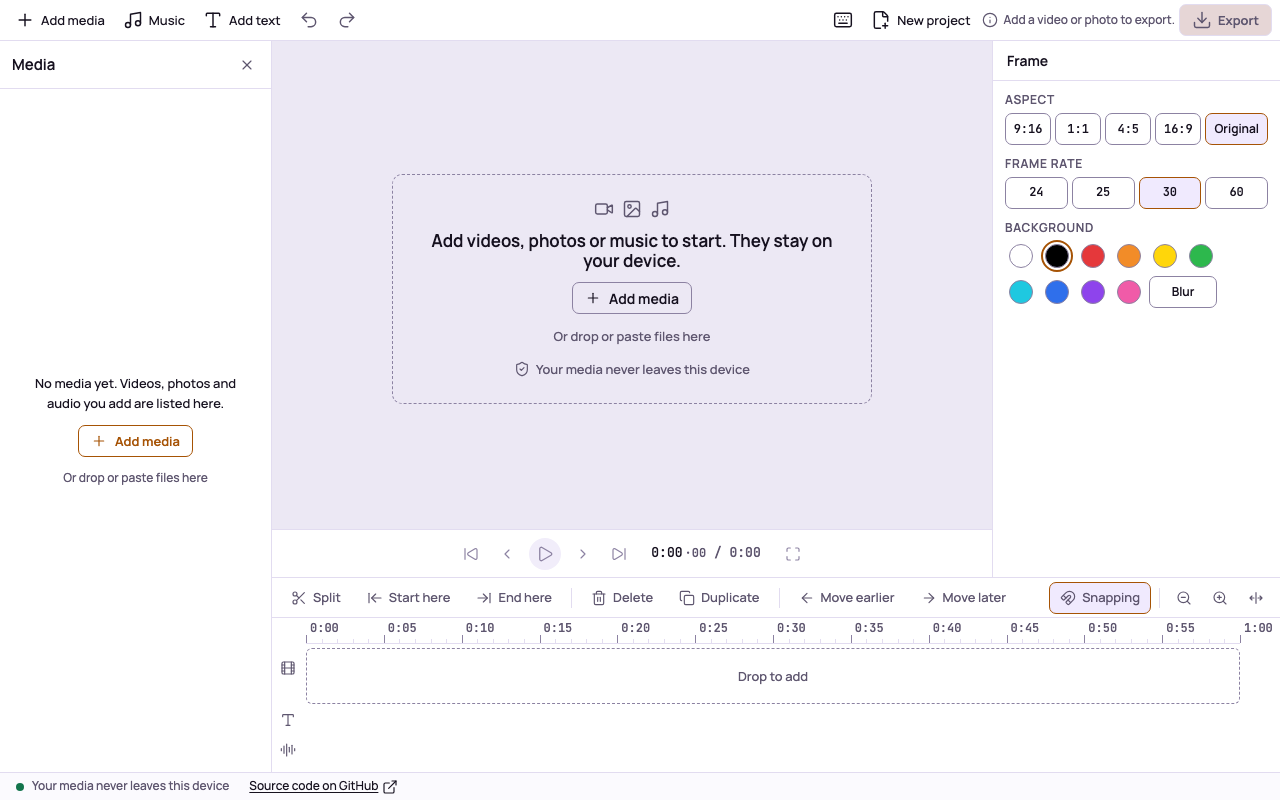 Add media
Music
Add text
New project
Add a video or photo to export.
Export
Media
No media yet. Videos, photos and
audio you add are listed here.
Add media
Or drop or paste files here
Add videos, photos or music to start. They stay on
your device.
Add media
Or drop or paste files here
Your media never leaves this device
0:00·00 / 0:00
Frame
ASPECT
9:16 1:1 4:5 16:9 Original
FRAME RATE
24 25 30 60
BACKGROUND
Blur
Split Start here End here Delete Duplicate Move earlier Move later Snapping
0:00 0:05 0:10 0:15 0:20 0:25 0:30 0:35 0:40 0:45 0:50 0:55 1:00
Drop to add
Your media never leaves this device
Source code on GitHub